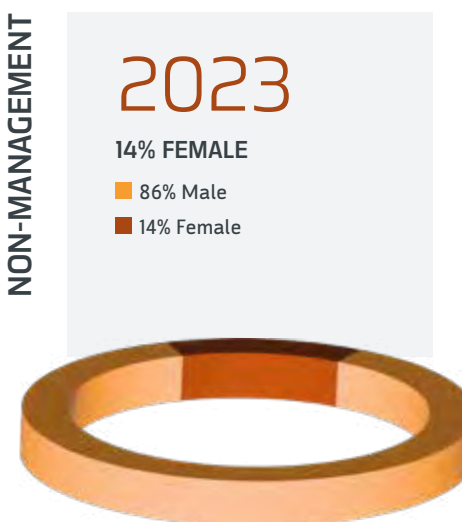 NON-MANAGEMENT
2023
14% FEMALE
86% Male
14% Female